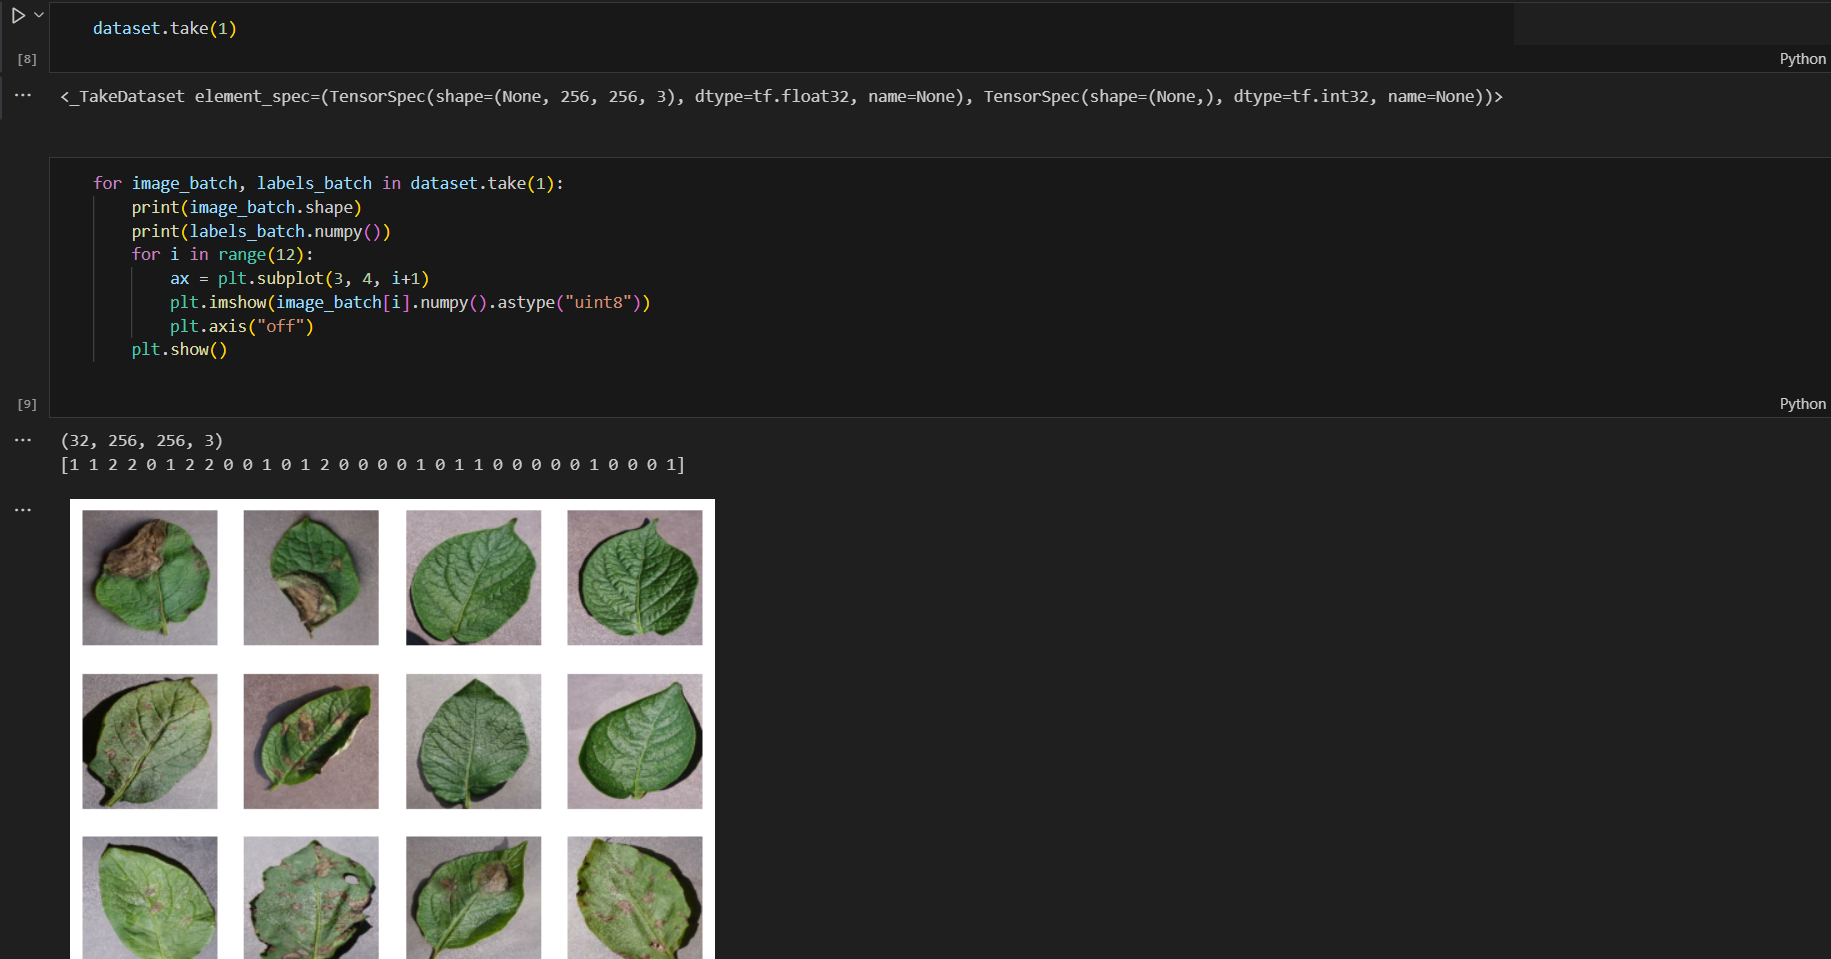 dataset.take(1)
[8]
Python
<_TakeDataset element_spec=(TensorSpec(shape=(None, 256, 256, 3), dtype=tf.float32, name=None), TensorSpec(shape=(None,), dtype=tf.int32, name=None))>
for image_batch, labels_batch in dataset.take(1):
    print(image_batch.shape)
    print(labels_batch.numpy())
    for i in range(12):
        ax = plt.subplot(3, 4, i+1)
        plt.imshow(image_batch[i].numpy().astype("uint8"))
        plt.axis("off")
    plt.show()
[9]
Python
(32, 256, 256, 3)
[1 1 2 2 0 1 2 2 0 0 1 0 1 2 0 0 0 0 1 0 1 1 0 0 0 0 0 1 0 0 0 1]